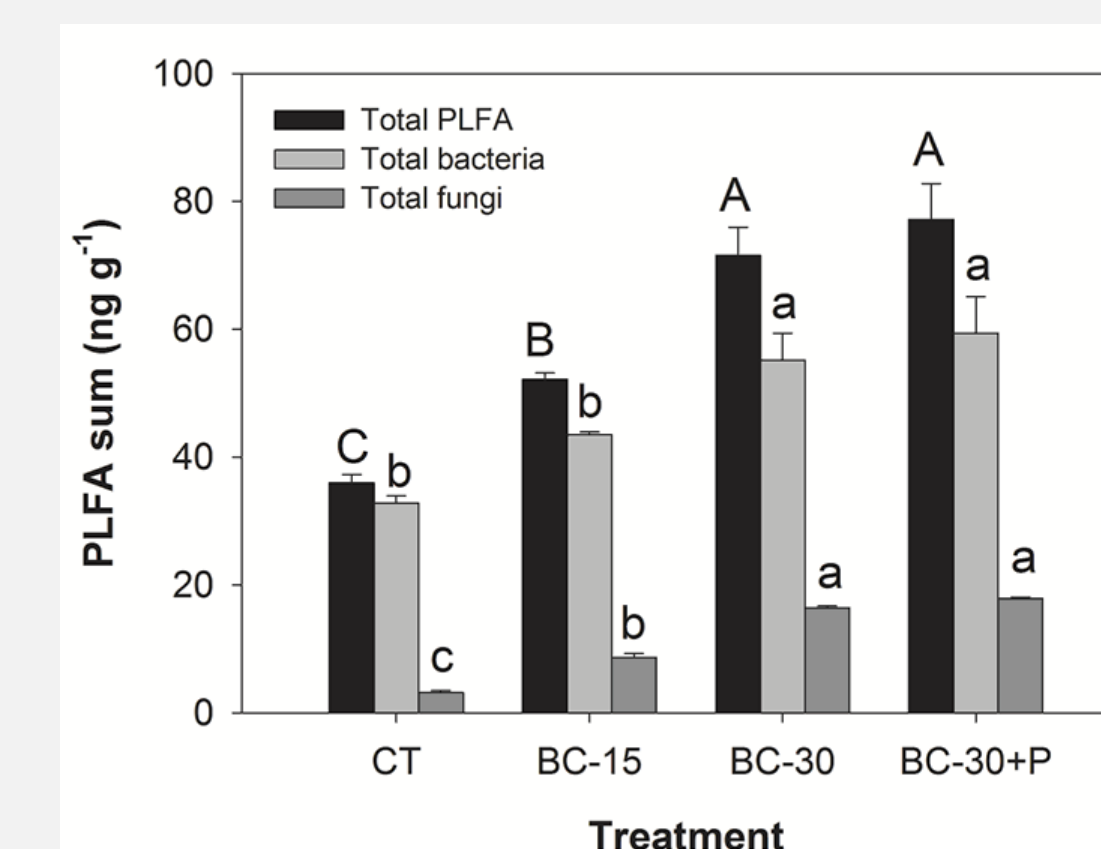 100
Total PLFA
Total bacteria
Total fungi
80
60
40
20
0
PLFA sum (ng g⁻¹)
C b c
B b b
A a a
A a a
CT BC-15 BC-30 BC-30+P
Treatment